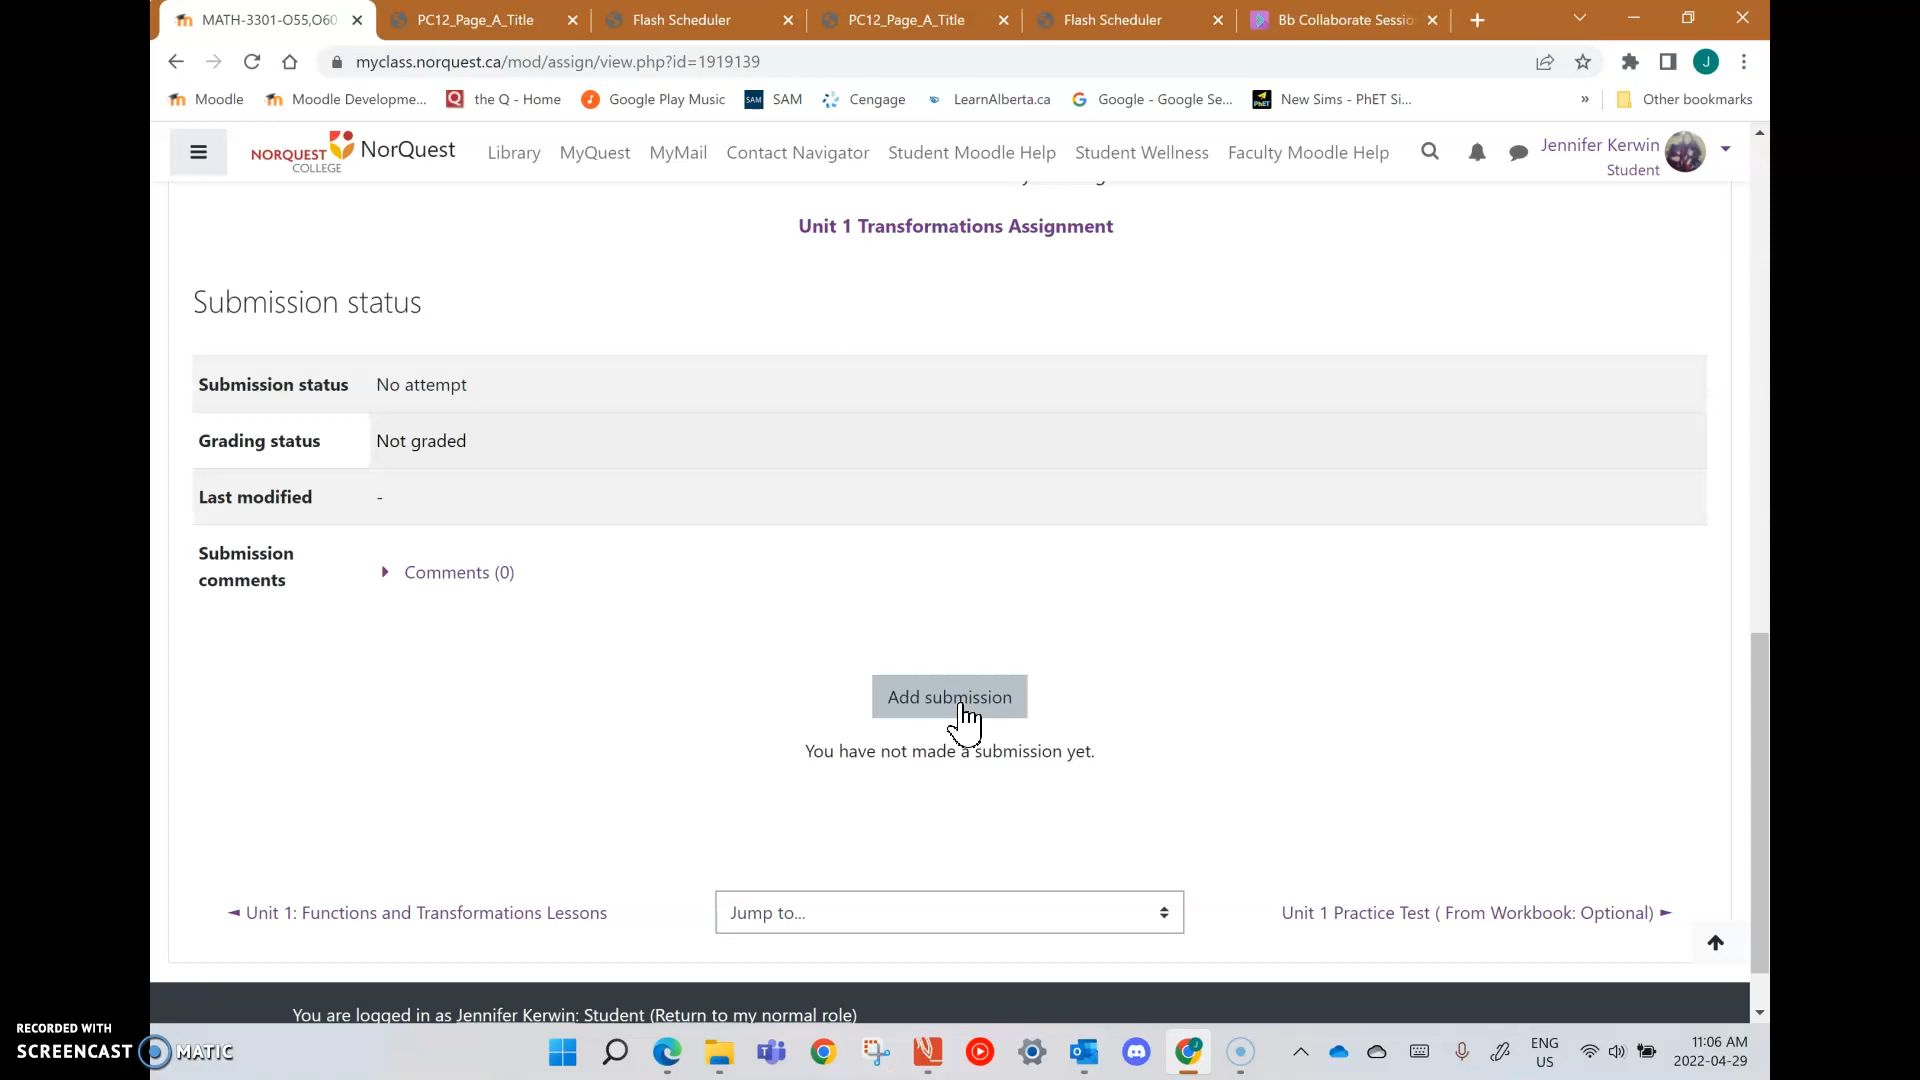 MATH-3301-O55,O60
PC12_Page_A_Title
Flash Scheduler
PC12_Page_A_Title
Flash Scheduler
Bb Collaborate Sessio
myclass.norquest.ca/mod/assign/view.php?id=1919139
J
Moodle
Moodle Developme...
the Q - Home
Google Play Music
SAM
SAM
Cengage
LearnAlberta.ca
Google - Google Se...
PhET
New Sims - PhET Si...
»
Other bookmarks
NORQUEST
COLLEGE
NorQuest
Library
MyQuest
MyMail
Contact Navigator
Student Moodle Help
Student Wellness
Faculty Moodle Help
Jennifer Kerwin
Student
Unit 1 Transformations Assignment
Submission status
Submission status No attempt
Grading status Not graded
Last modified -
Submission comments
Comments (0)
Add submission
You have not made a submission yet.
◄ Unit 1: Functions and Transformations Lessons
Jump to...
Unit 1 Practice Test ( From Workbook: Optional) ►
You are logged in as Jennifer Kerwin: Student (Return to my normal role)
RECORDED WITH
SCREENCAST MATIC
ENG
US
11:06 AM
2022-04-29